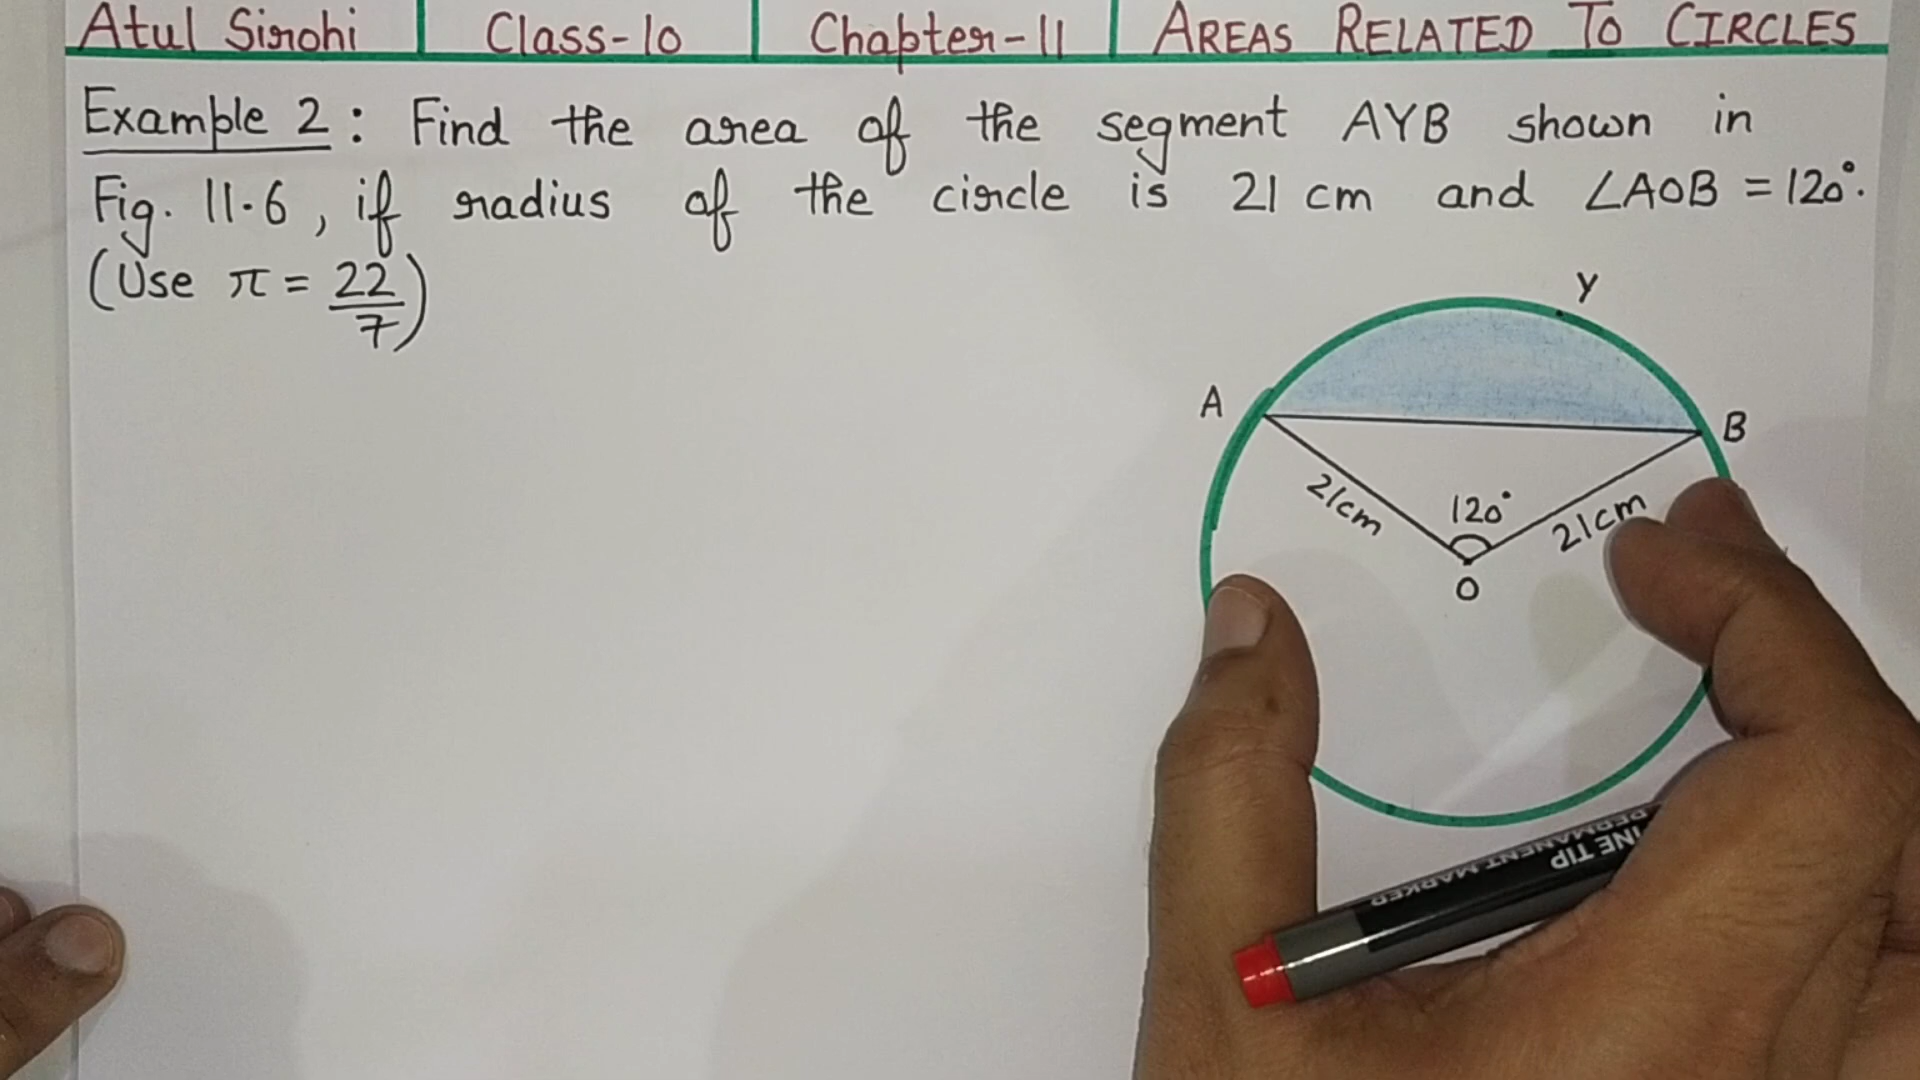 Atul Sirohi Class-10 Chapter-11 AREAS RELATED TO CIRCLES
Example 2: Find the area of the segment AYB shown in
Fig. 11.6, if radius of the circle is 21 cm and ∠AOB = 120°.
(Use π = 22/7)
Y
A
B
21cm
120°
21cm
O
INE TIP
PERMANENT MARKER